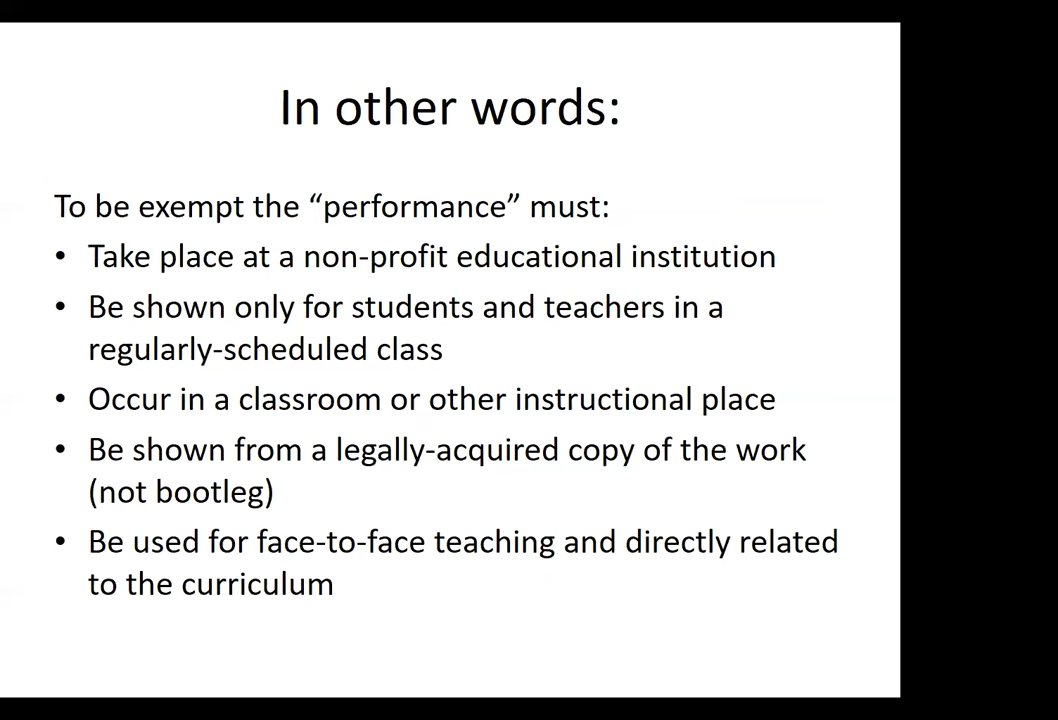 In other words:
To be exempt the “performance” must:
• Take place at a non-profit educational institution
• Be shown only for students and teachers in a
regularly-scheduled class
• Occur in a classroom or other instructional place
• Be shown from a legally-acquired copy of the work
(not bootleg)
• Be used for face-to-face teaching and directly related
to the curriculum